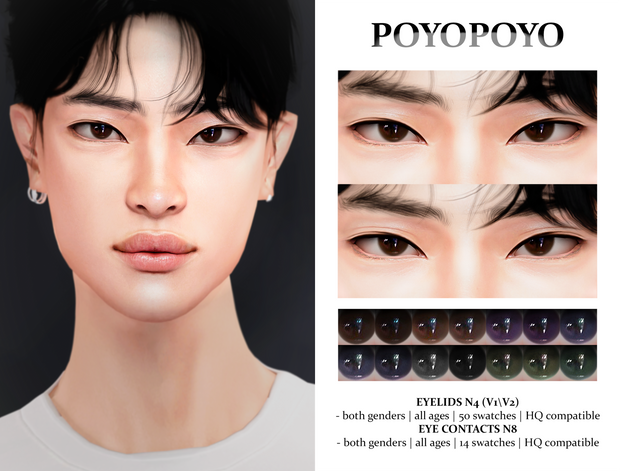 POYOPOYO
EYELIDS N4 (V1\V2)
- both genders | all ages | 50 swatches | HQ compatible
EYE CONTACTS N8
- both genders | all ages | 14 swatches | HQ compatible